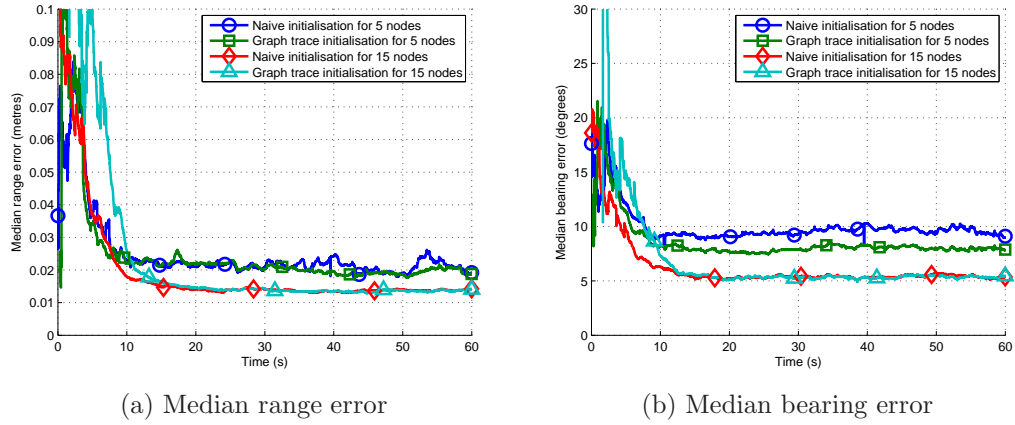 Naive initialisation for 5 nodes
Graph trace initialisation for 5 nodes
Naive initialisation for 15 nodes
Graph trace initialisation for 15 nodes
Median range error (metres)
0.1
0.09
0.08
0.07
0.06
0.05
0.04
0.03
0.02
0.01
0
0 10 20 30 40 50 60
Time (s)
(a) Median range error
Naive initialisation for 5 nodes
Graph trace initialisation for 5 nodes
Naive initialisation for 15 nodes
Graph trace initialisation for 15 nodes
Median bearing error (degrees)
30
25
20
15
10
5
0
0 10 20 30 40 50 60
Time (s)
(b) Median bearing error